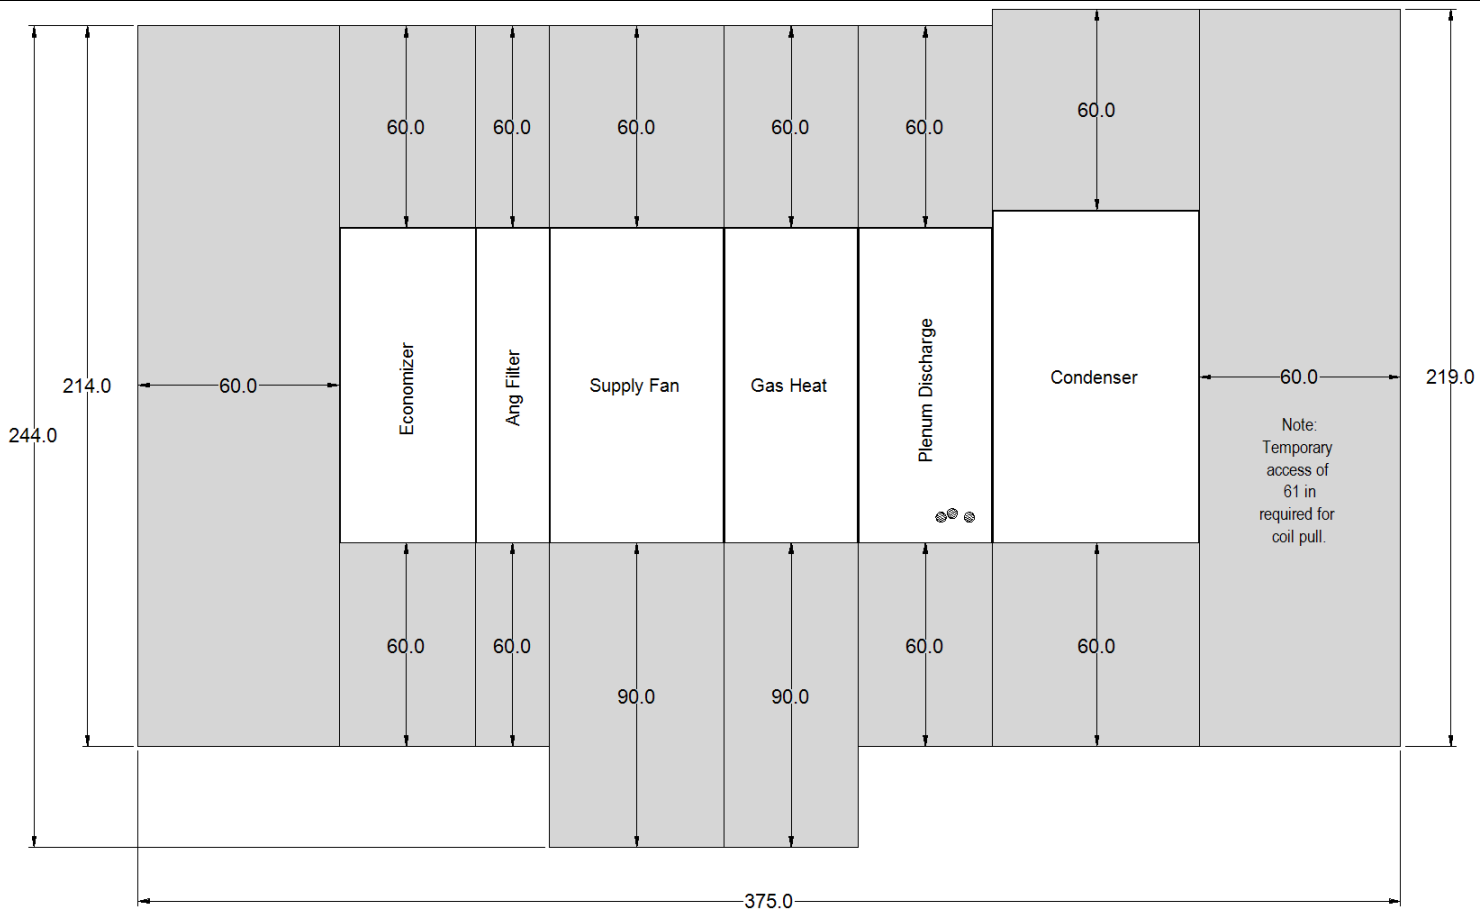 60.0
60.0
60.0
60.0
60.0
60.0
60.0
Economizer
Ang Filter
Supply Fan
Gas Heat
Plenum Discharge
Condenser
60.0
219.0
214.0
244.0
Note:
Temporary
access of
61 in
required for
coil pull.
60.0
60.0
90.0
90.0
60.0
60.0
375.0